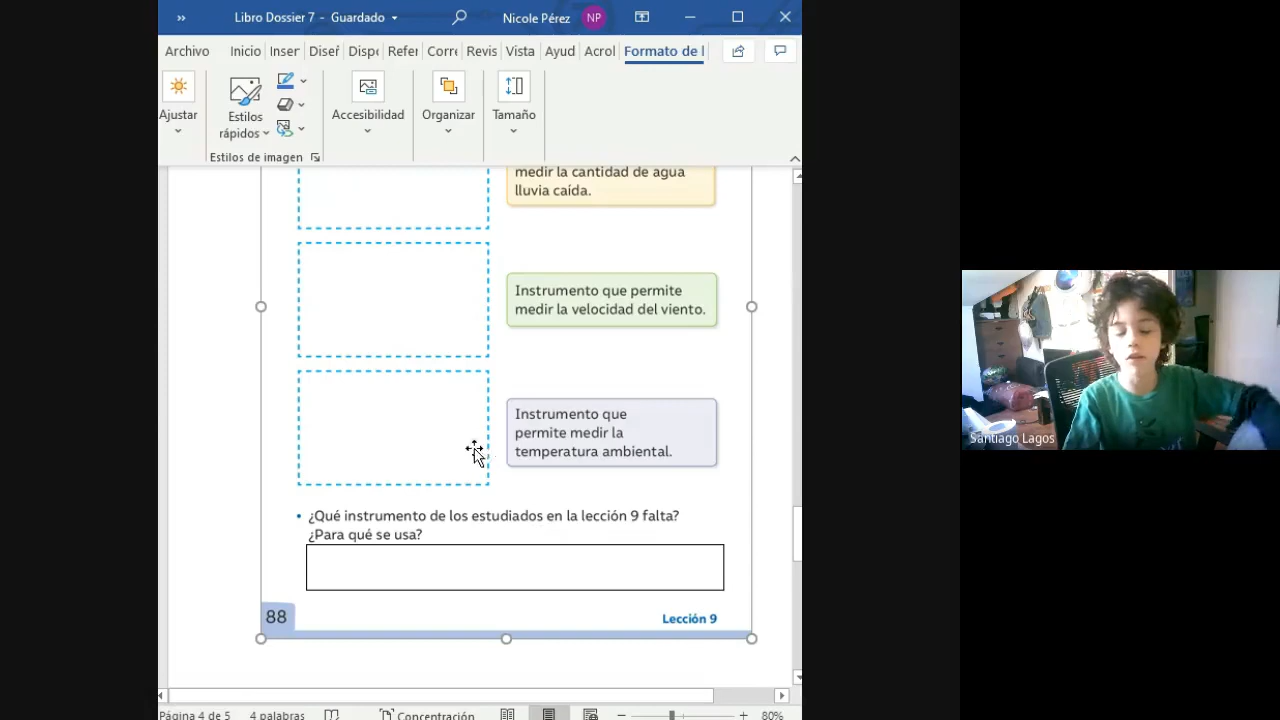 »
Libro Dossier 7 - Guardado
Nicole Pérez
NP
Archivo
Inicio
Inser
Diseñ
Dispo
Refer
Corre
Revis
Vista
Ayud
Acrol
Formato de l
Ajustar
Estilos
rápidos
Accesibilidad
Organizar
Tamaño
Estilos de imagen
medir la cantidad de agua
lluvia caída.
Instrumento que permite
medir la velocidad del viento.
Instrumento que
permite medir la
temperatura ambiental.
• ¿Qué instrumento de los estudiados en la lección 9 falta?
¿Para qué se usa?
88
Lección 9
Página 4 de 5
4 palabras
Concentración
80%
Santiago Lagos